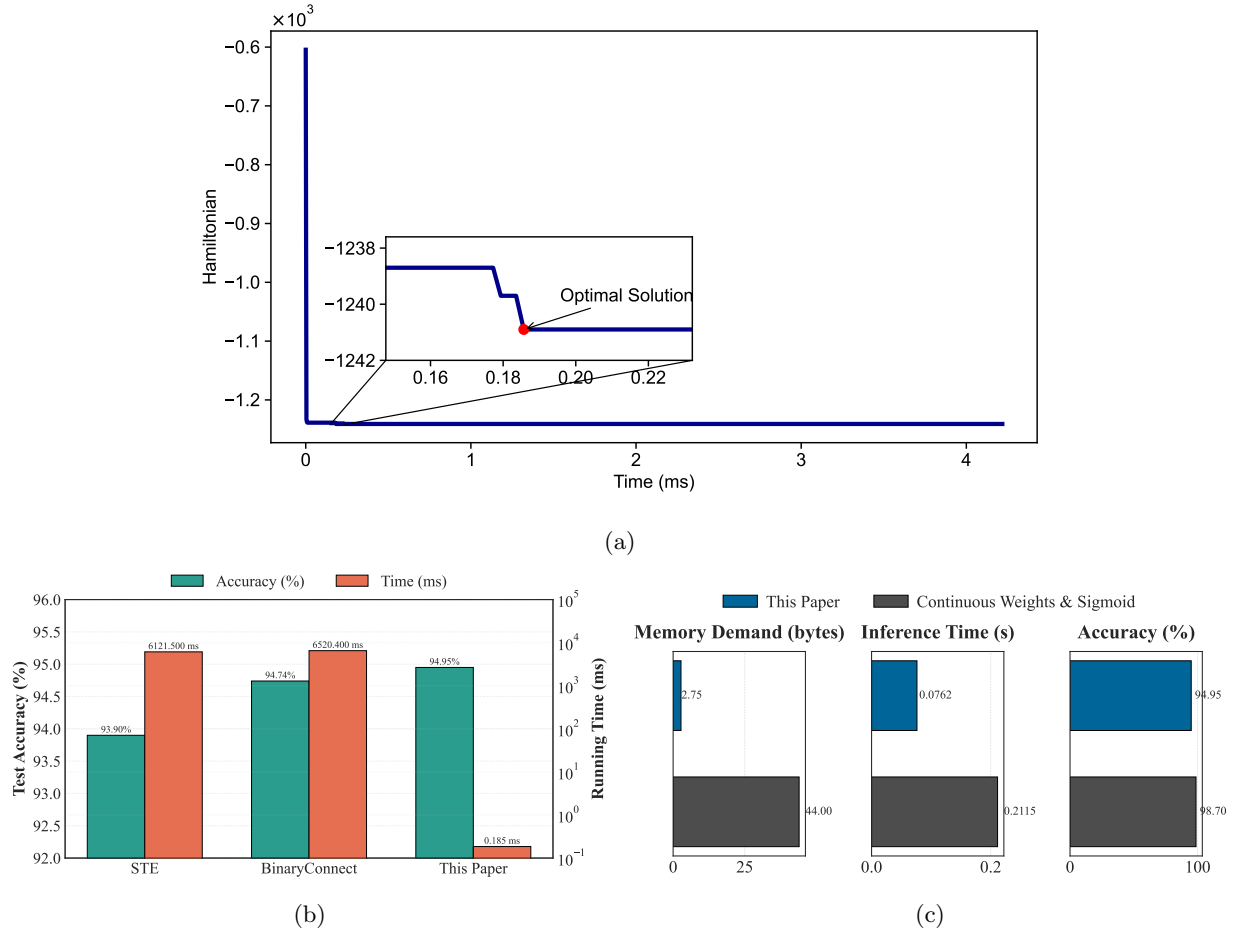 ×10³
−0.6
−0.7
−0.8
−0.9
−1.0
−1.1
−1.2
Hamiltonian
−1238
−1240
−1242
Optimal Solution
0.16 0.18 0.20 0.22
0 1 2 3 4
Time (ms)
(a)
Accuracy (%) Time (ms)
96.0
95.5
95.0
94.5
94.0
93.5
93.0
92.5
92.0
Test Accuracy (%)
93.90%
6121.500 ms
94.74%
6520.400 ms
94.95%
0.185 ms
10⁵
10⁴
10³
10²
10¹
10⁰
10⁻¹
Running Time (ms)
STE BinaryConnect This Paper
(b)
This Paper Continuous Weights & Sigmoid
Memory Demand (bytes) Inference Time (s) Accuracy (%)
2.75 0.0762 94.95
44.00 0.2115 98.70
0 25 0.0 0.2 0 100
(c)